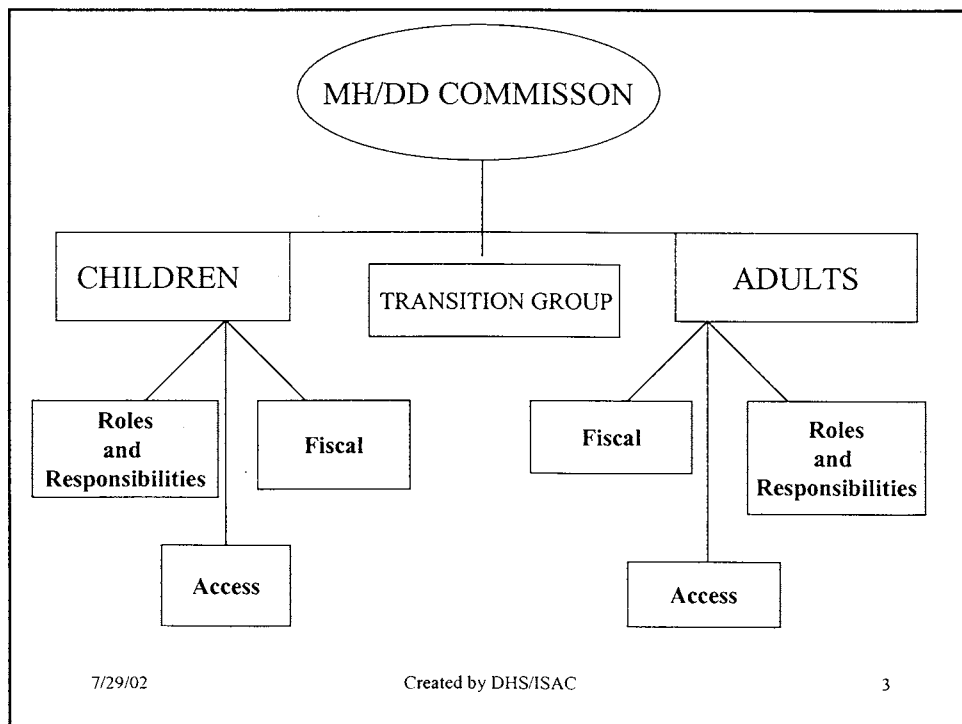 MH/DD COMMISSON
CHILDREN
TRANSITION GROUP
ADULTS
Roles
and
Responsibilities
Fiscal
Fiscal
Roles
and
Responsibilities
Access
Access
7/29/02
Created by DHS/ISAC
3